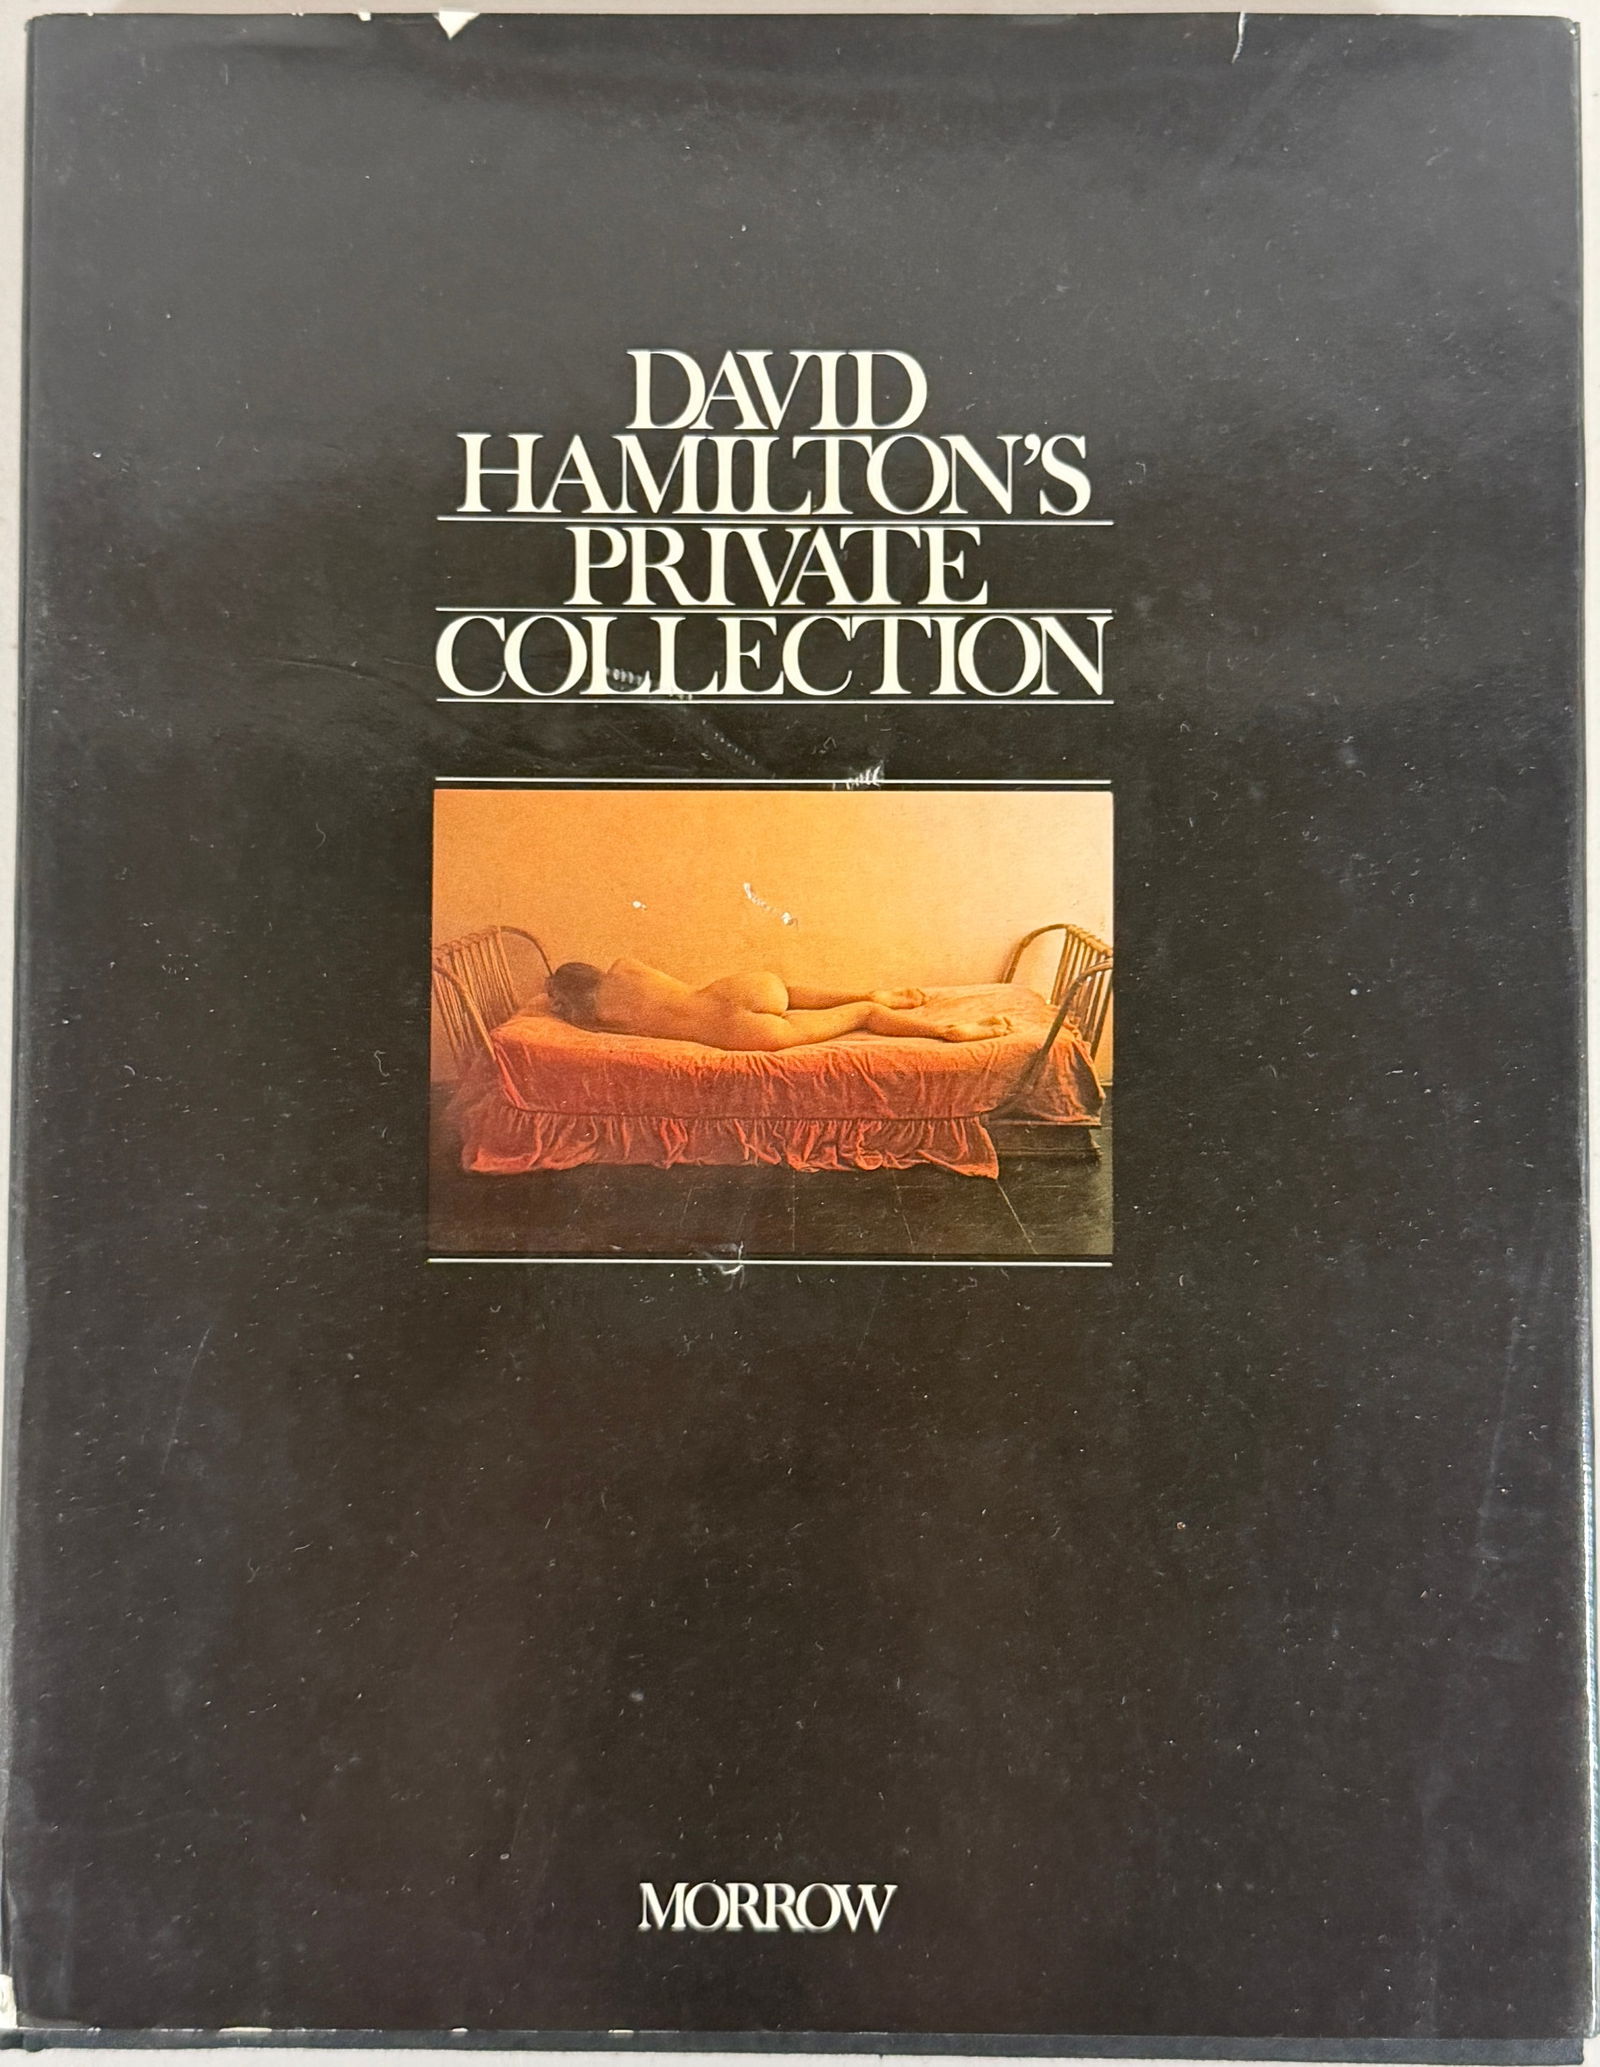 DAVID
HAMILTON'S
PRIVATE
COLLECTION
MORROW